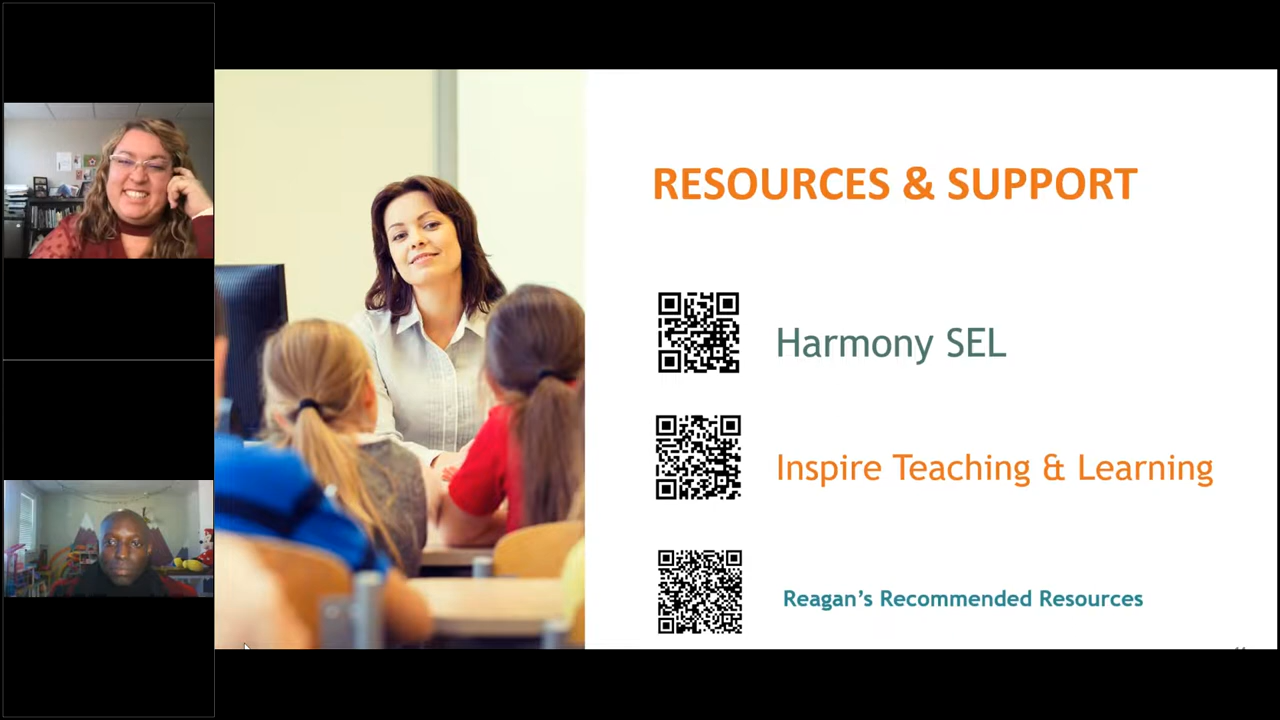 RESOURCES & SUPPORT
Harmony SEL
Inspire Teaching & Learning
Reagan's Recommended Resources